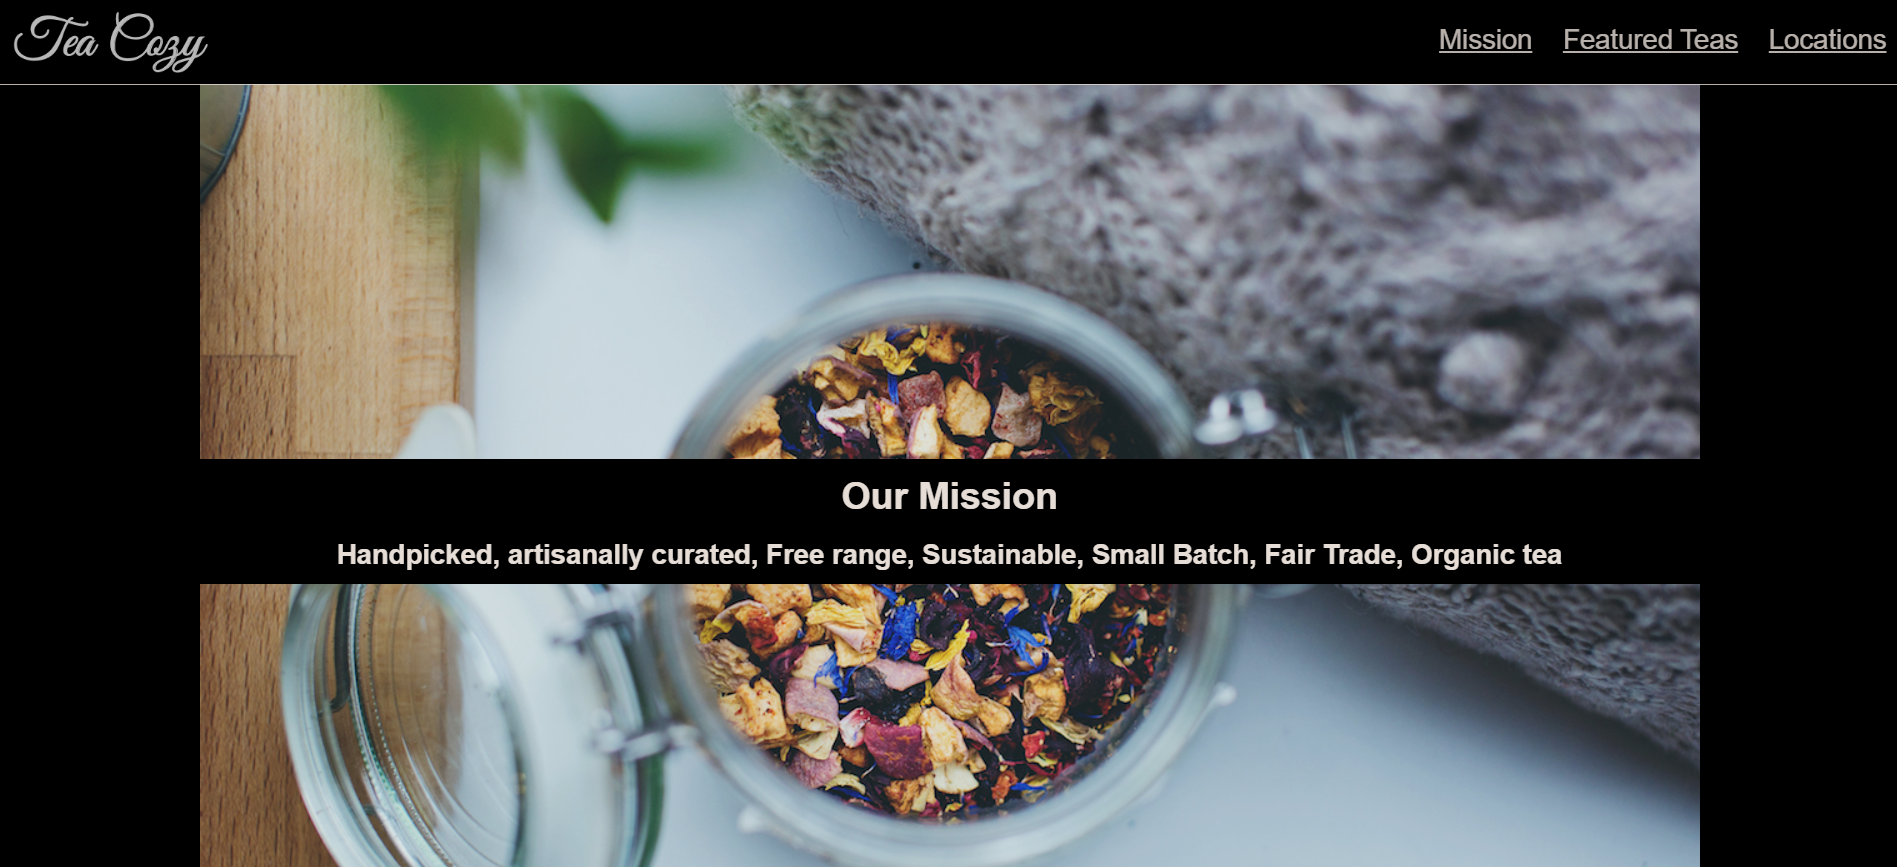 Tea Cozy
Mission Featured Teas Locations
Our Mission
Handpicked, artisanally curated, Free range, Sustainable, Small Batch, Fair Trade, Organic tea